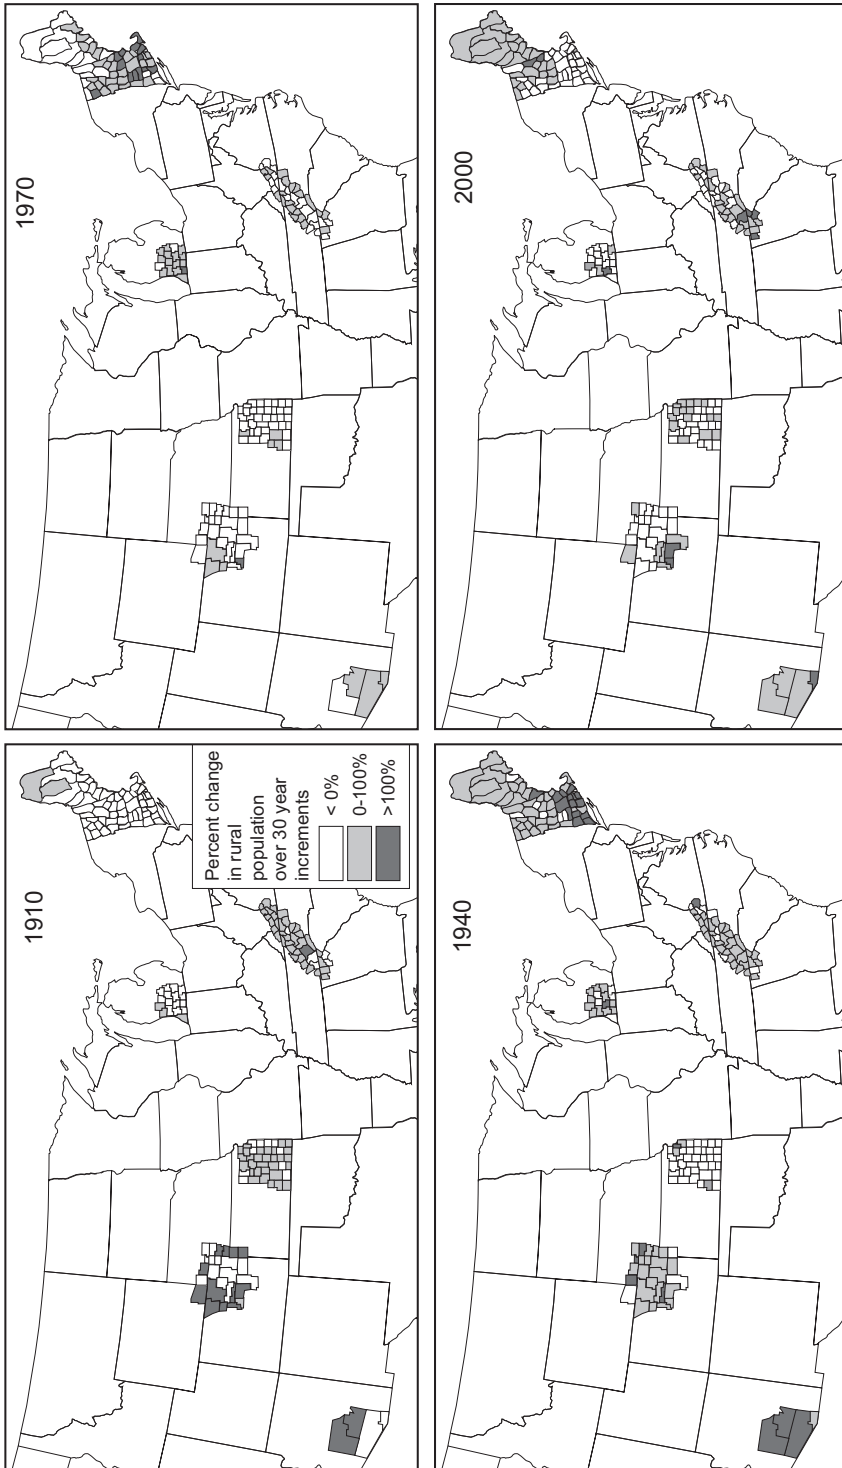 1910
Percent change
in rural
population
over 30 year
increments
< 0%
0-100%
>100%
1970
1940
2000